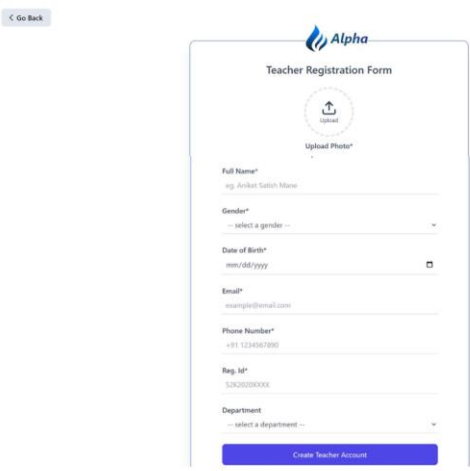 < Go Back
Alpha
Teacher Registration Form
Upload
Upload Photo*
Full Name*
eg. Aniket Satish Mane
Gender*
-- select a gender --
Date of Birth*
mm/dd/yyyy
Email*
example@email.com
Phone Number*
+91 1234567890
Reg. Id*
52K2020XXXX
Department
-- select a department --
Create Teacher Account